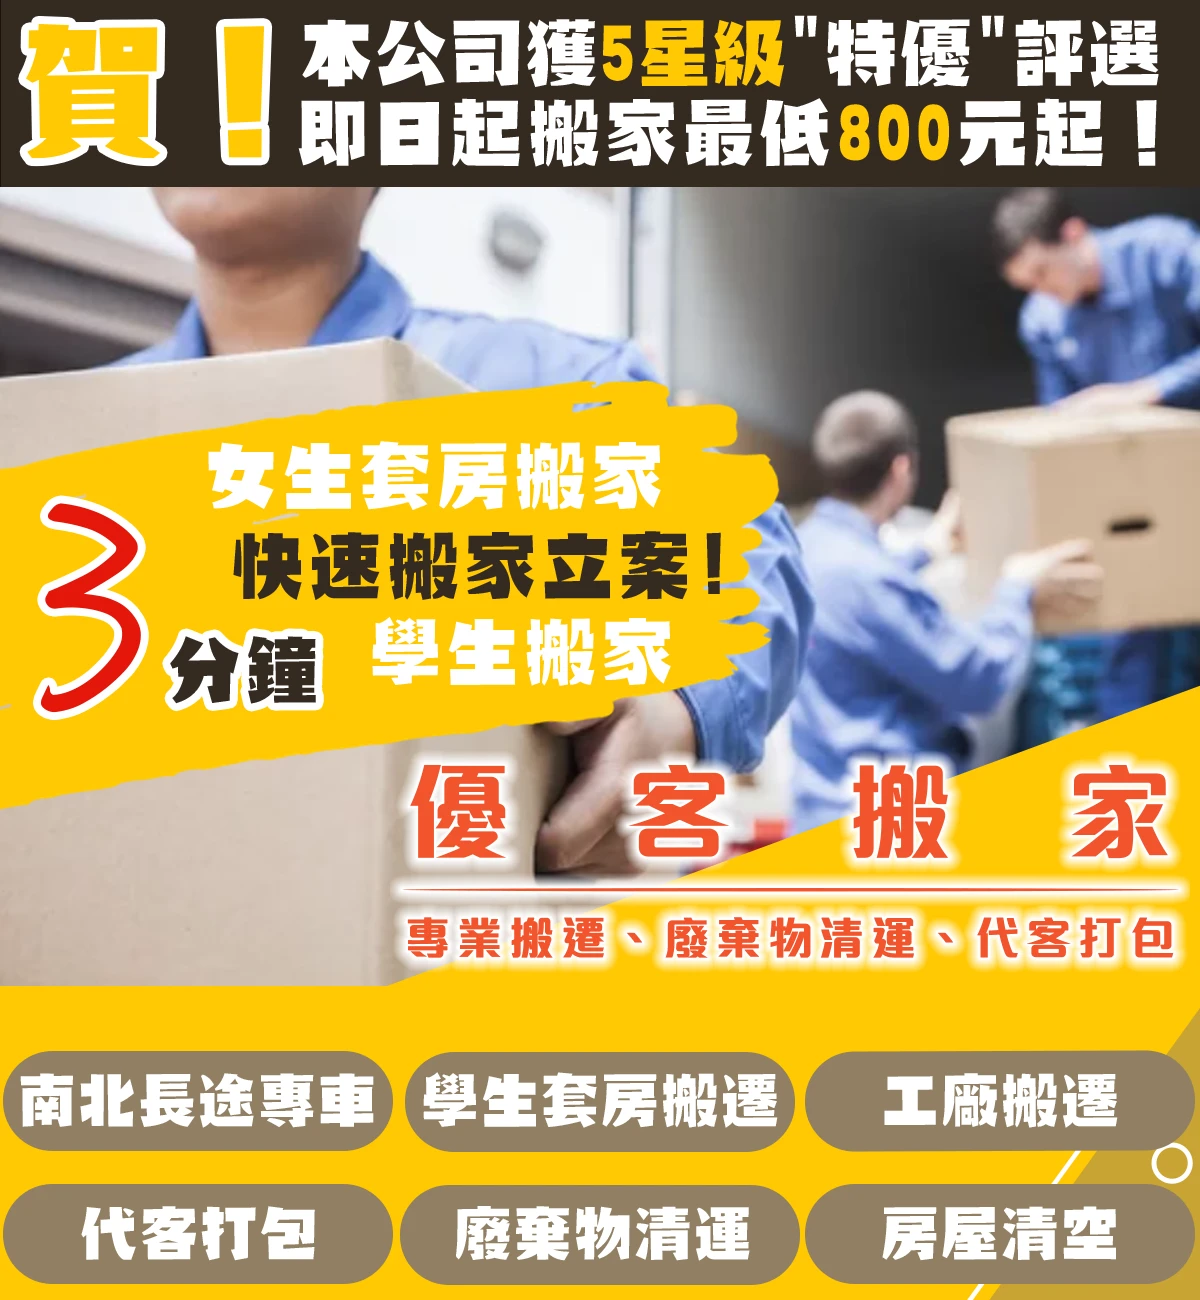 賀！
本公司獲5星級"特優"評選
即日起搬家最低800元起！
女生套房搬家
快速搬家立案！
3分鐘
學生搬家
優客搬家
專業搬遷、廢棄物清運、代客打包
南北長途專車
學生套房搬遷
工廠搬遷
代客打包
廢棄物清運
房屋清空